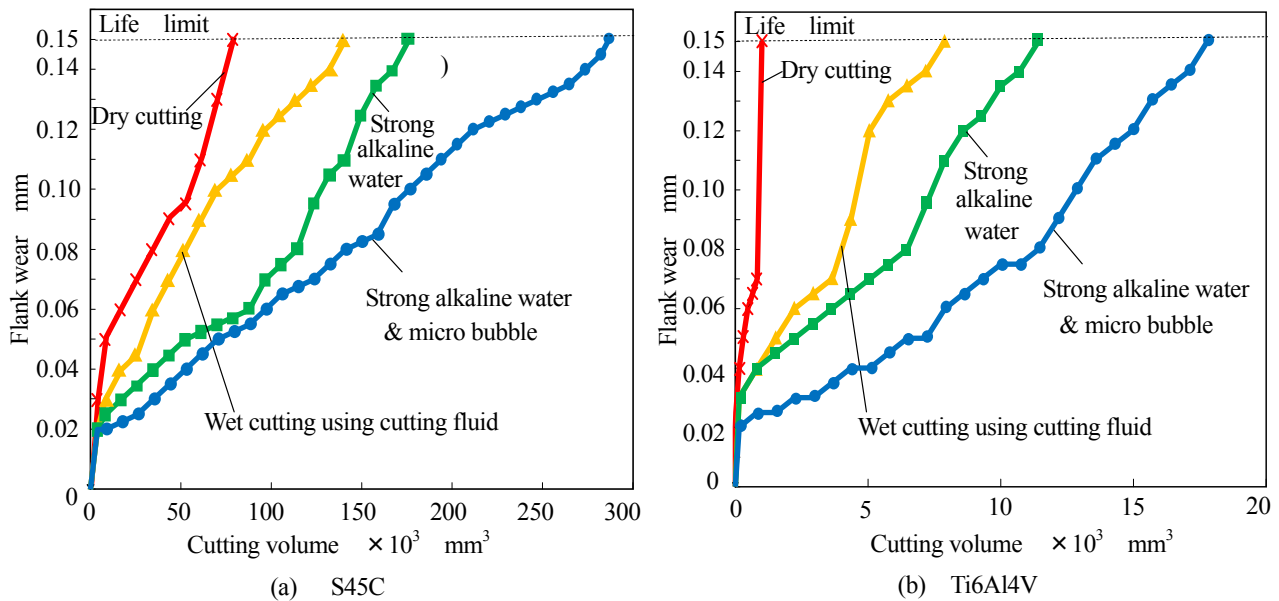 Life limit
0.15
0.14
0.12
0.10
0.08
0.06
0.04
0.02
0
Flank wear mm
Dry cutting
)
Strong
alkaline
water
Strong alkaline water
& micro bubble
Wet cutting using cutting fluid
0 50 100 150 200 250 300
Cutting volume ×10³ mm³
(a) S45C
Life limit
0.15
0.14
0.12
0.10
0.08
0.06
0.04
0.02
0
Flank wear mm
Dry cutting
Strong
alkaline
water
Strong alkaline water
& micro bubble
Wet cutting using cutting fluid
0 5 10 15 20
Cutting volume ×10³ mm³
(b) Ti6Al4V